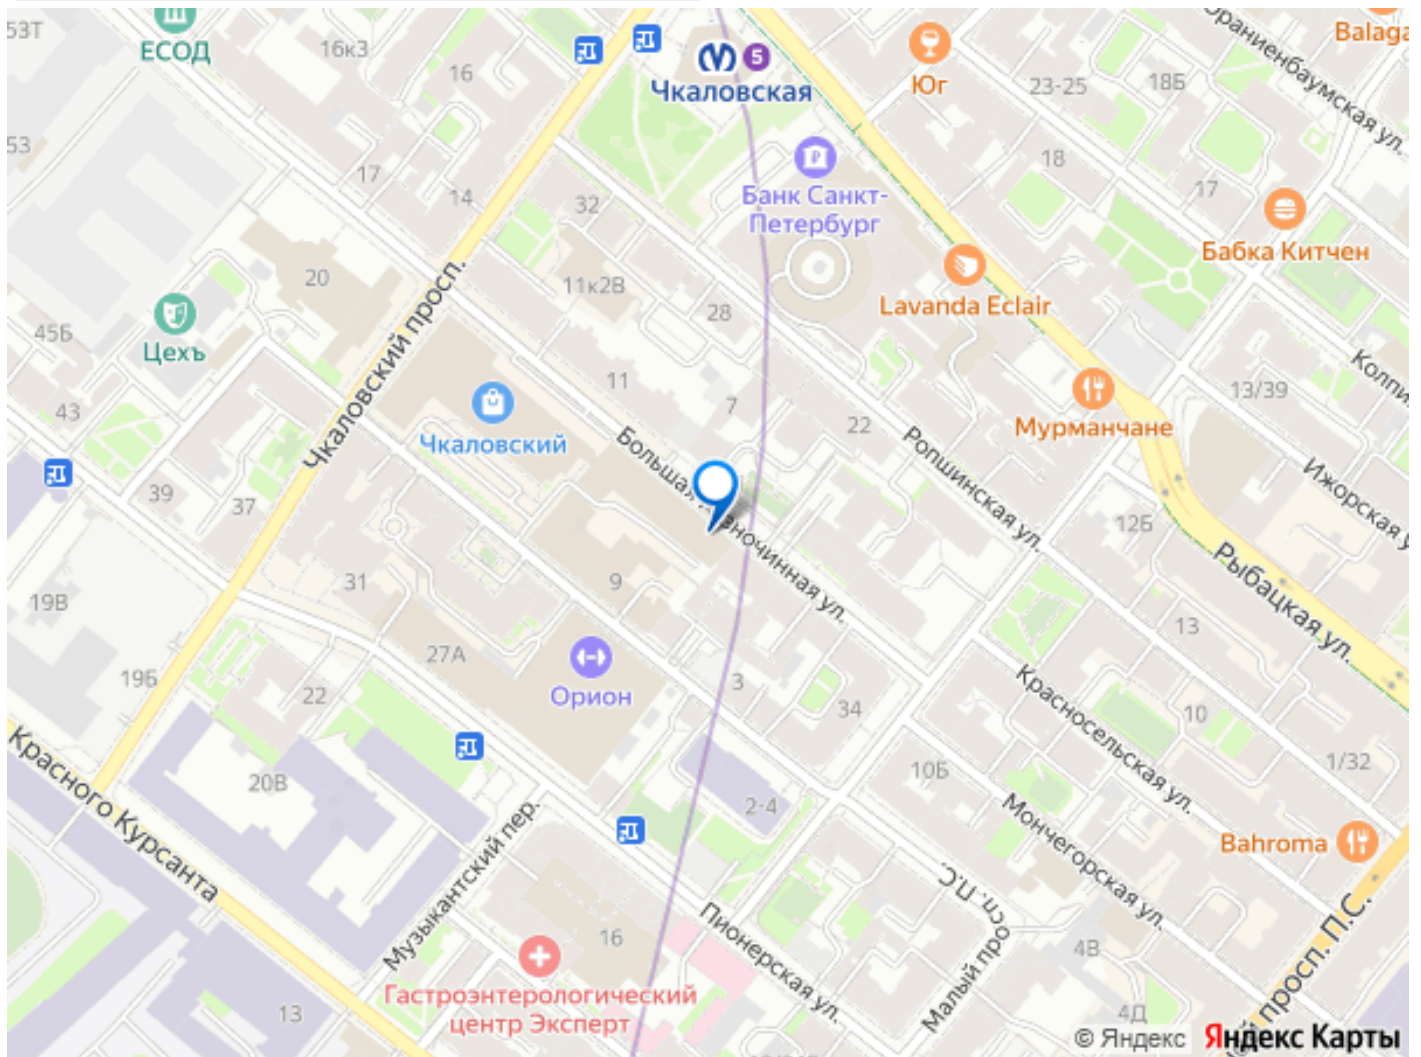 53Т
ЕСОД
16к3
16
5
Чкаловская
Юг
23-25
18Б
Ораниенбаумская ул.
Balaga
53
17
14
32
Банк Санкт-
Петербург
18
17
Бабка Китчен
20
11к2В
28
Lavanda Eclair
45Б
Цехъ
Чкаловский просп.
11
7
22
Мурманчане
13/39
43
Чкаловский
Большая
зночинная ул.
Ропшинская ул.
Ижорская у
39
37
12Б
Рыбацкая ул.
19В
31
9
13
27А
Орион
19Б
22
3
34
Красносельская ул.
10
1/32
Красного Курсанта
20В
2-4
10Б
Мончегорская ул.
Bahroma
Музыкантский пер.
Малый просп. П.С.
16
Пионерская ул.
4В
й просп. П.С.
Гастроэнтерологический
центр Эксперт
13
4Д
© Яндекс Яндекс Карты